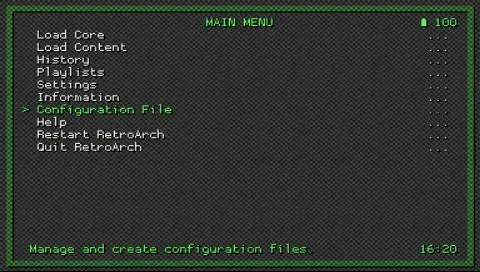 MAIN MENU 100
Load Core ...
Load Content ...
History ...
Playlists ...
Settings ...
Information ...
> Configuration File ...
Help ...
Restart RetroArch ...
Quit RetroArch ...
Manage and create configuration files. 16:20